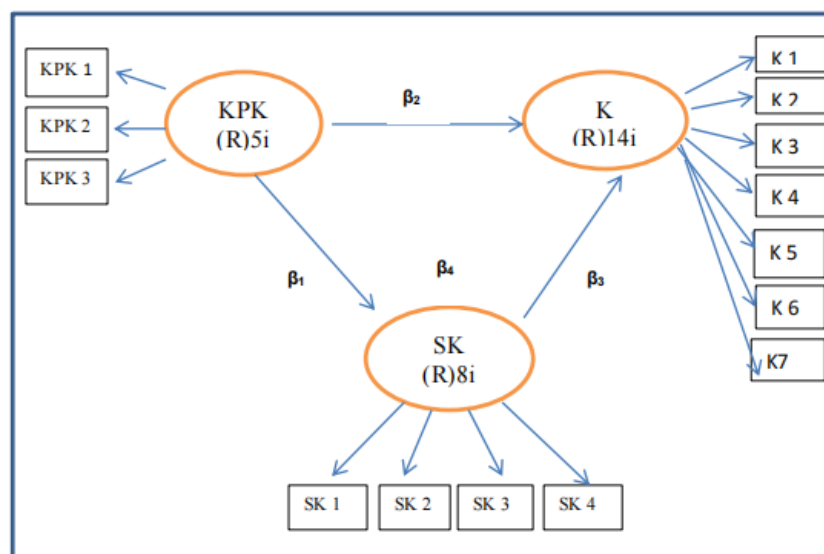 KPK 1
KPK 2
KPK 3
KPK
(R)5i
β₂
K
(R)14i
K 1
K 2
K 3
K 4
K 5
K 6
K7
β₁
β₄
β₃
SK
(R)8i
SK 1
SK 2
SK 3
SK 4